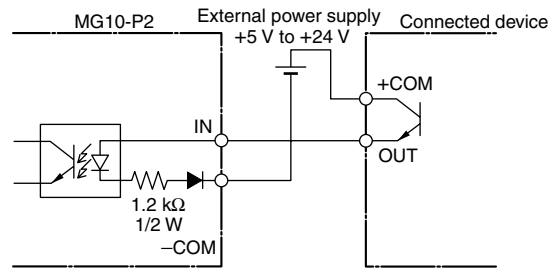 MG10-P2
External power supply
+5 V to +24 V
Connected device
+COM
IN
OUT
1.2 kΩ
1/2 W
−COM